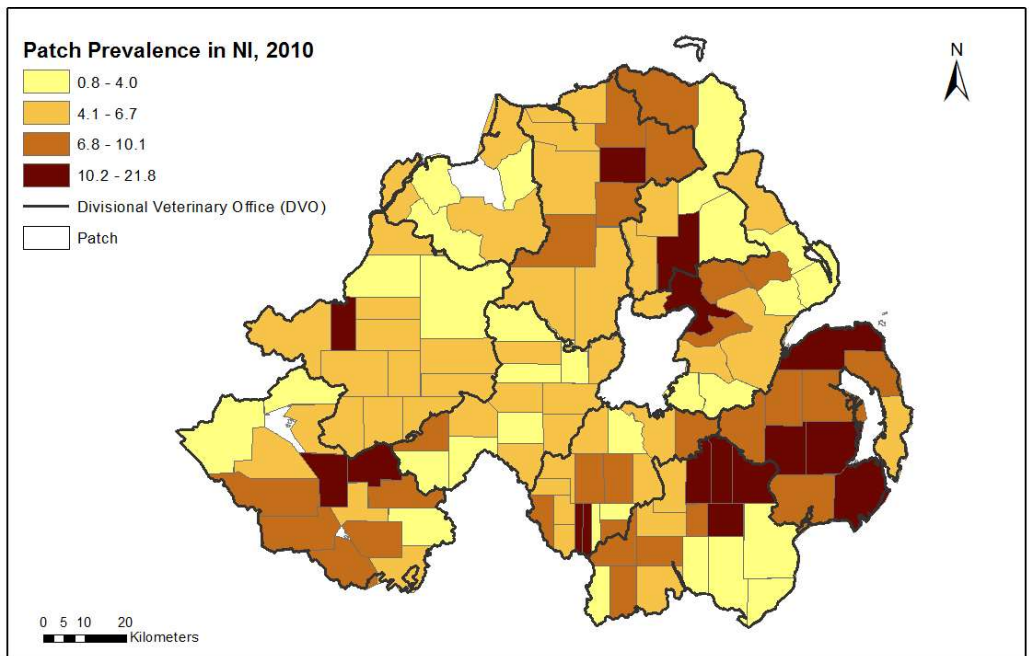 Patch Prevalence in NI, 2010
0.8 - 4.0
4.1 - 6.7
6.8 - 10.1
10.2 - 21.8
Divisional Veterinary Office (DVO)
Patch
N
0 5 10 20
Kilometers